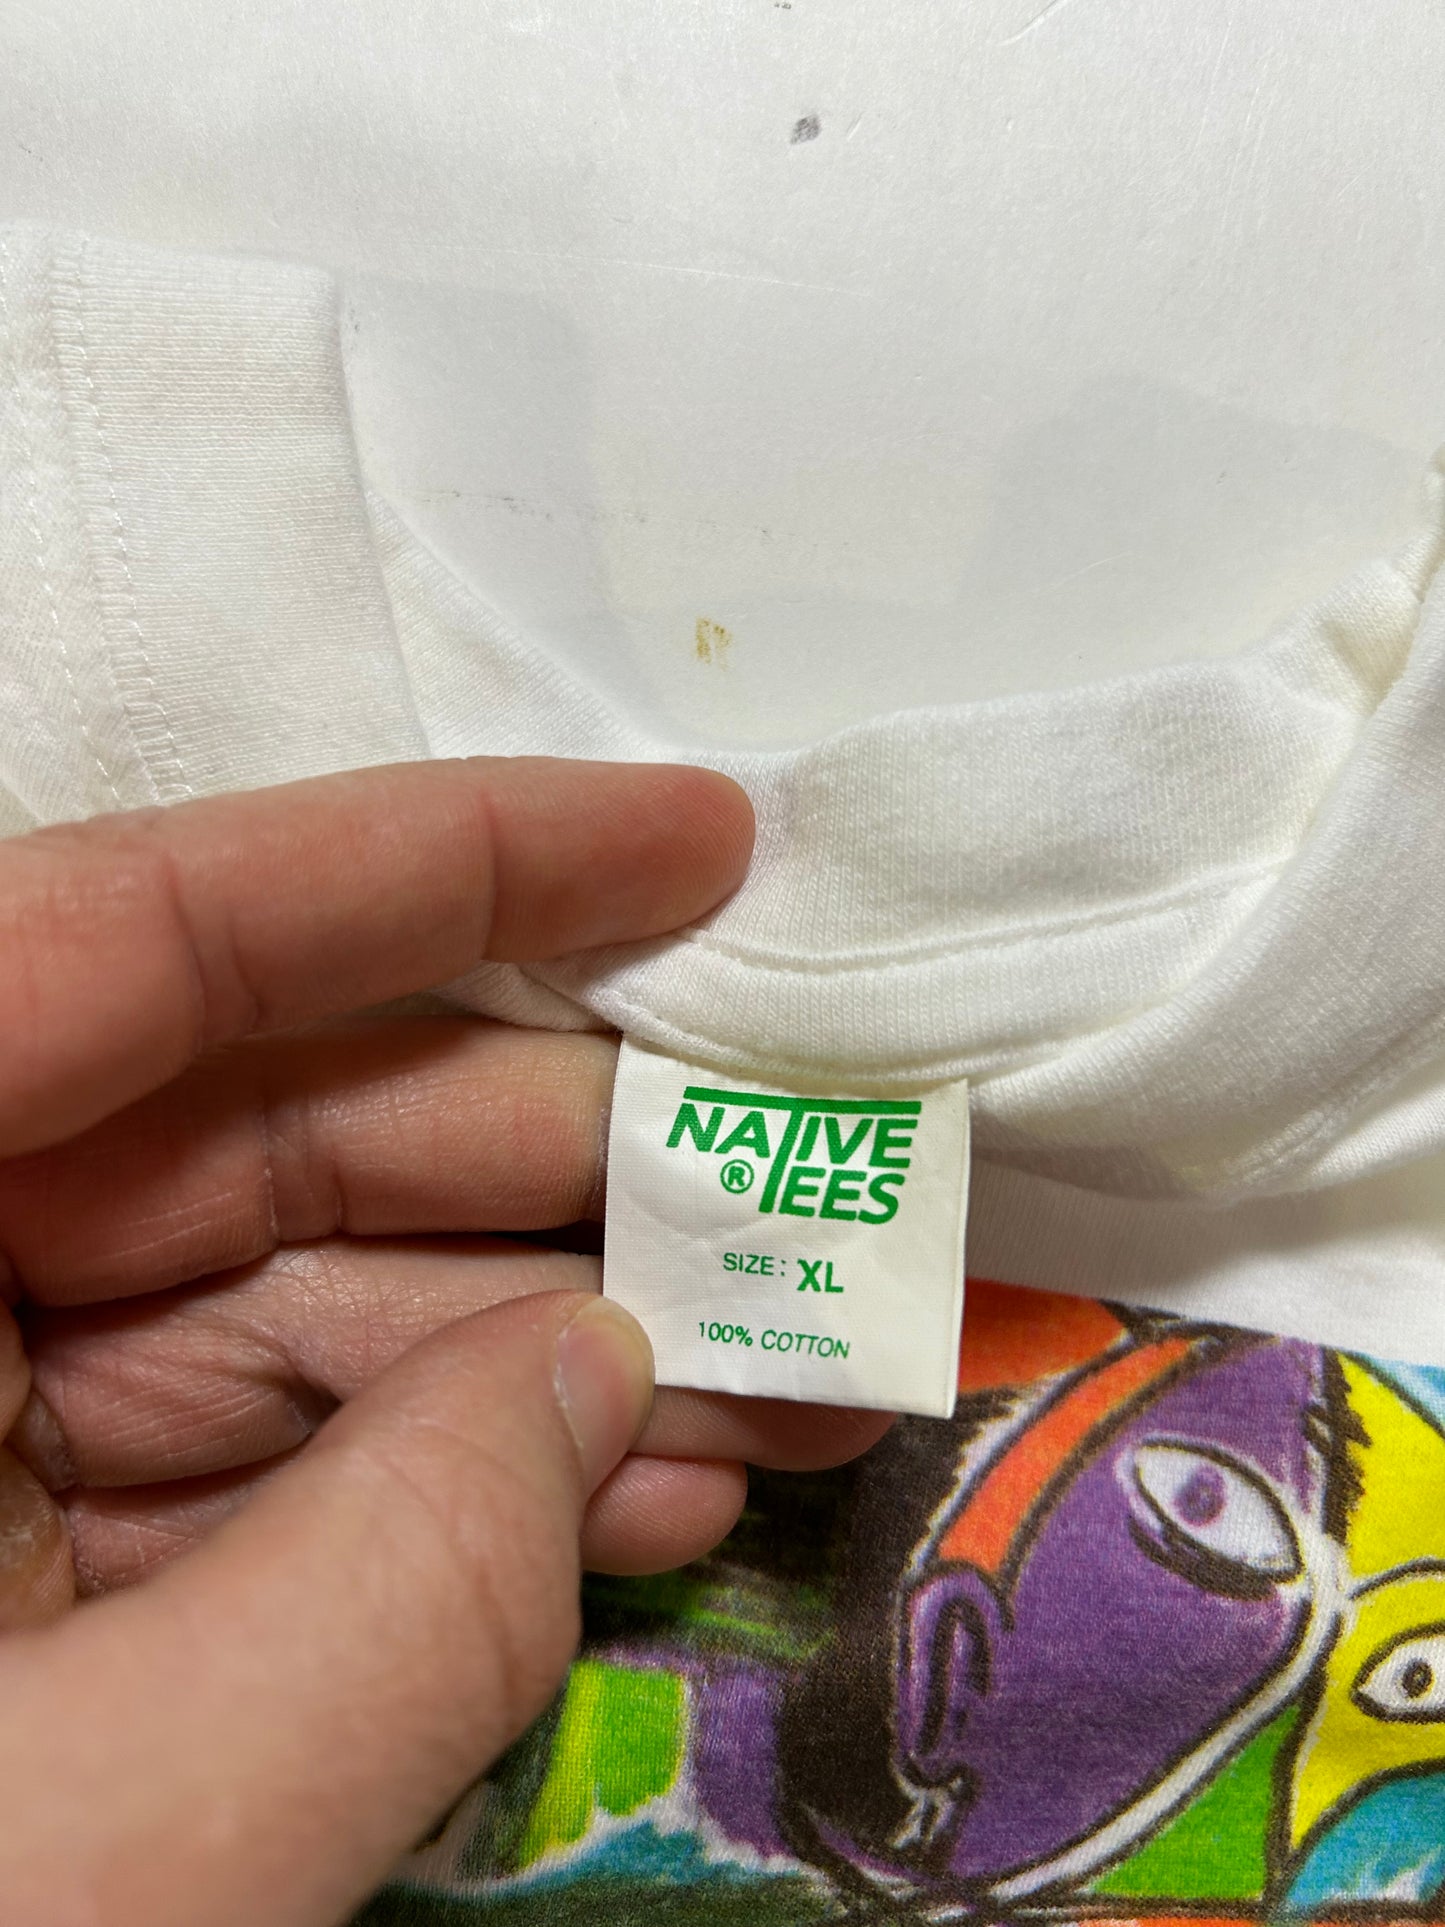 NATIVE
® TEES
SIZE: XL
100% COTTON